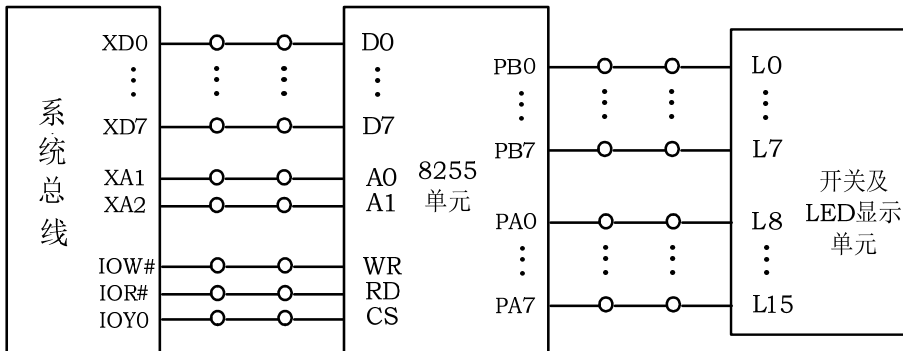 系统总线
XD0
XD7
XA1
XA2
IOW#
IOR#
IOY0
D0
D7
A0
A1
WR
RD
CS
8255
单元
PB0
PB7
PA0
PA7
L0
L7
L8
L15
开关及
LED显示
单元